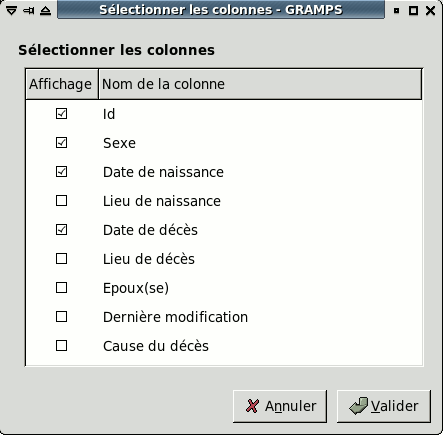 Sélectionner les colonnes - GRAMPS
Sélectionner les colonnes
Affichage Nom de la colonne
Id
Sexe
Date de naissance
Lieu de naissance
Date de décès
Lieu de décès
Epoux(se)
Dernière modification
Cause du décès
Annuler Valider